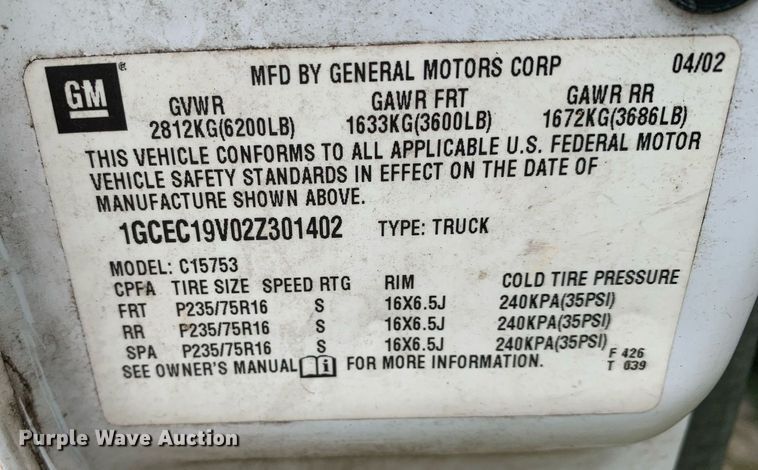 GM
MFD BY GENERAL MOTORS CORP 04/02
GVWR GAWR FRT GAWR RR
2812KG(6200LB) 1633KG(3600LB) 1672KG(3686LB)
THIS VEHICLE CONFORMS TO ALL APPLICABLE U.S. FEDERAL MOTOR
VEHICLE SAFETY STANDARDS IN EFFECT ON THE DATE OF
MANUFACTURE SHOWN ABOVE.
1GCEC19V02Z301402 TYPE: TRUCK
MODEL: C15753
CPFA TIRE SIZE SPEED RTG RIM COLD TIRE PRESSURE
FRT P235/75R16 S 16X6.5J 240KPA(35PSI)
RR P235/75R16 S 16X6.5J 240KPA(35PSI)
SPA P235/75R16 S 16X6.5J 240KPA(35PSI)
SEE OWNER'S MANUAL FOR MORE INFORMATION.
F 426
T 039
Purple Wave Auction